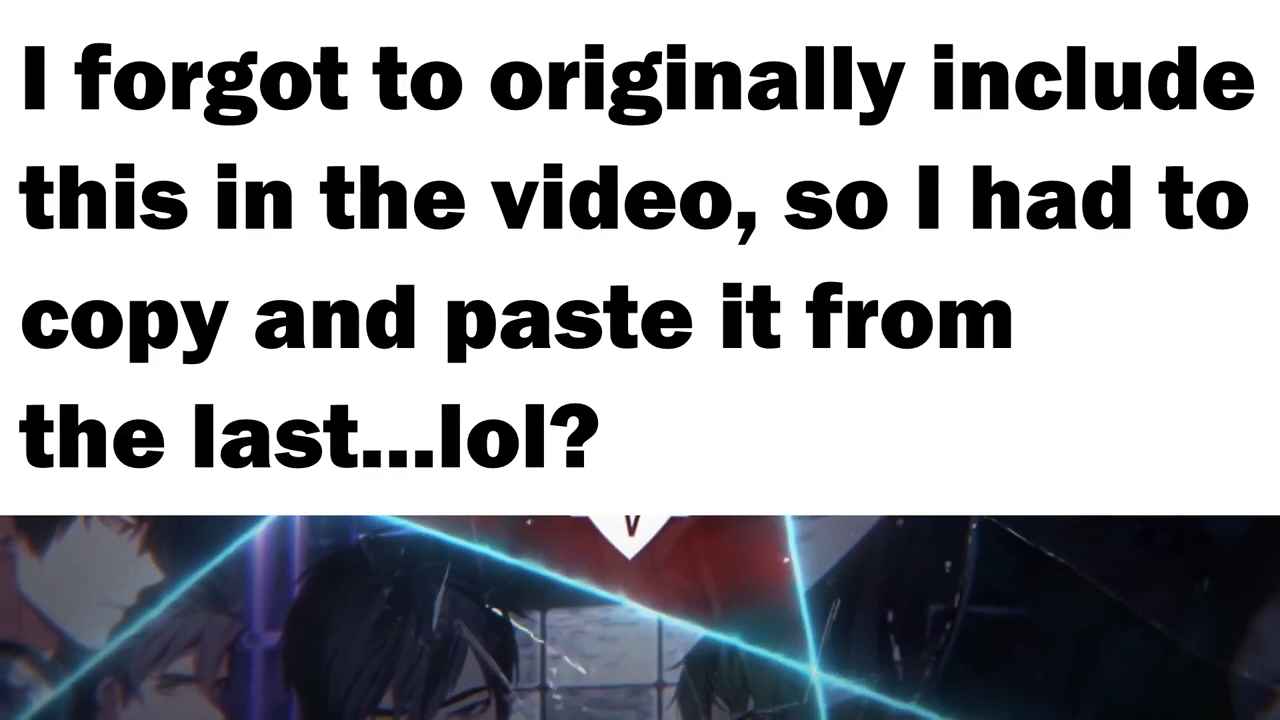 I forgot to originally include
this in the video, so I had to
copy and paste it from
the last...lol?
V